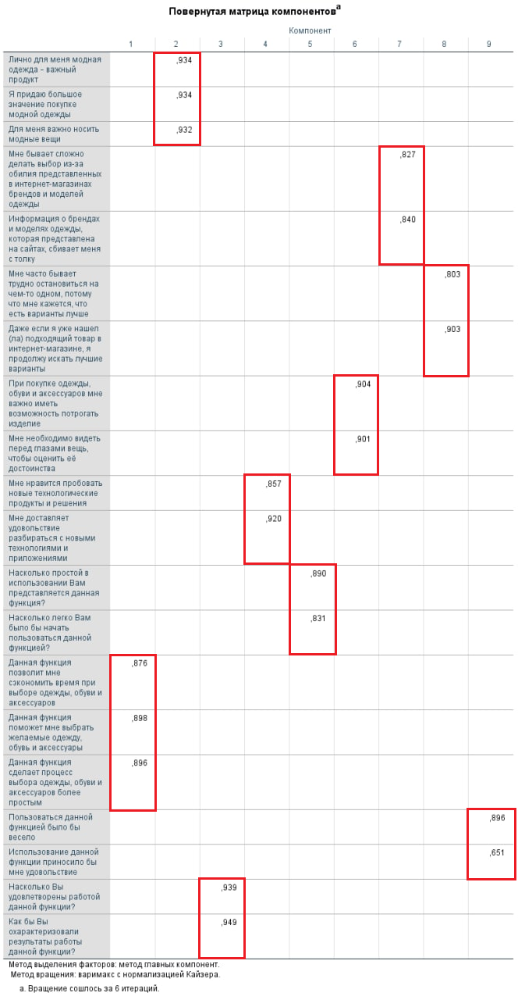 Повернутая матрица компонентовa
Компонент
1 2 3 4 5 6 7 8 9
Лично для меня модная
одежда – важный
продукт
,934
Я придаю большое
значение покупке
модной одежды
,934
Для меня важно носить
модные вещи
,932
Мне бывает сложно
делать выбор из-за
обилия представленных
в интернет-магазинах
брендов и моделей
одежды
,827
Информация о брендах
и моделях одежды,
которая представлена
на сайтах, сбивает меня
с толку
,840
Мне часто бывает
трудно остановиться на
чем-то одном, потому
что мне кажется, что
есть варианты лучше
,803
Даже если я уже нашел
(ла) подходящий товар в
интернет-магазине, я
продолжу искать лучшие
варианты
,903
При покупке одежды,
обуви и аксессуаров мне
важно иметь
возможность потрогать
изделие
,904
Мне необходимо видеть
перед глазами вещь,
чтобы оценить её
достоинства
,901
Мне нравится пробовать
новые технологические
продукты и решения
,857
Мне доставляет
удовольствие
разбираться с новыми
технологиями и
приложениями
,920
Насколько простой в
использовании Вам
представляется данная
функция?
,890
Насколько легко Вам
было бы начать
пользоваться данной
функцией?
,831
Данная функция
позволит мне
сэкономить время при
выборе одежды, обуви и
аксессуаров
,876
Данная функция
поможет мне выбрать
желаемые одежду,
обувь и аксессуары
,898
Данная функция
сделает процесс
выбора одежды, обуви и
аксессуаров более
простым
,896
Пользоваться данной
функцией было бы
весело
,896
Использование данной
функции приносило бы
мне удовольствие
,651
Насколько Вы
удовлетворены работой
данной функции?
,939
Как бы Вы
охарактеризовали
результаты работы
данной функции?
,949
Метод выделения факторов: метод главных компонент.
Метод вращения: варимакс с нормализацией Кайзера.
a. Вращение сошлось за 6 итераций.